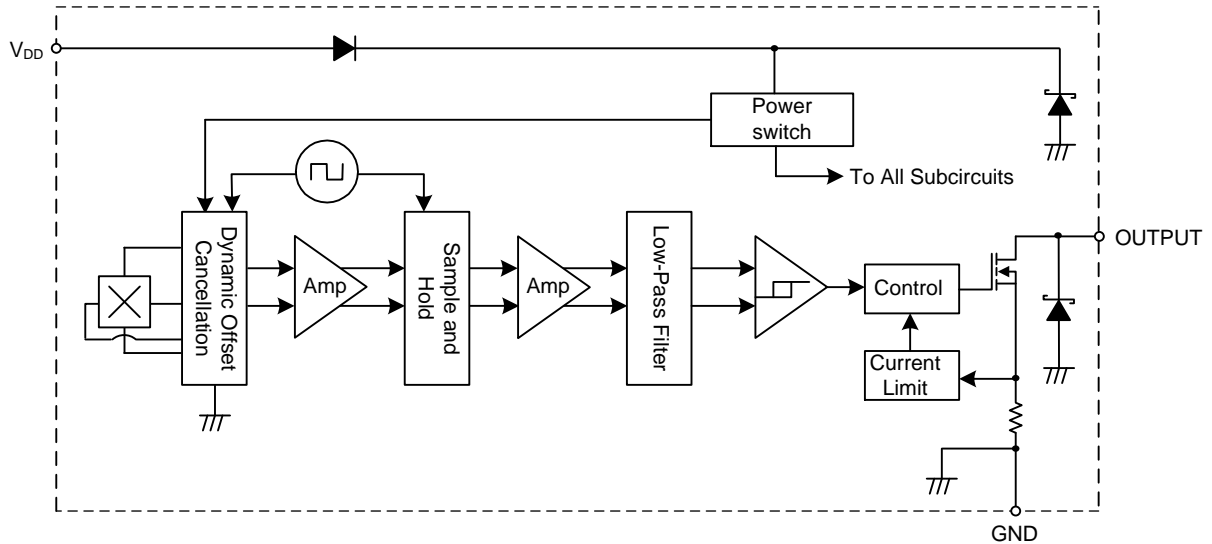 V_DD
Power
switch
To All Subcircuits
Dynamic Offset
Cancellation
Amp
Sample and
Hold
Amp
Low-Pass Filter
Control
Current
Limit
OUTPUT
GND